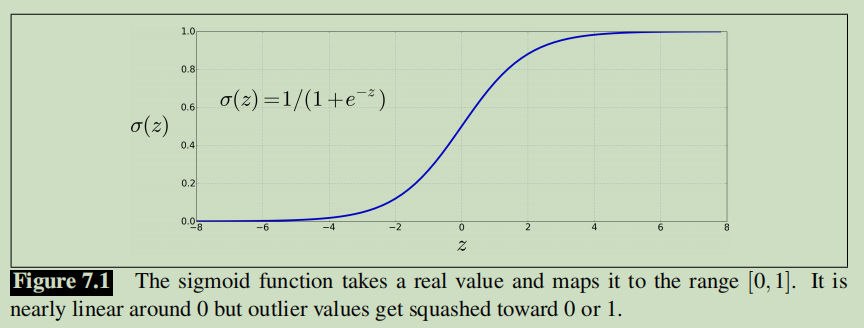 1.0
0.8
σ(z)=1/(1+e^{-z})
0.6
σ(z)
0.4
0.2
0.0
−8 −6 −4 −2 0 2 4 6 8
z
Figure 7.1 The sigmoid function takes a real value and maps it to the range [0,1]. It is
nearly linear around 0 but outlier values get squashed toward 0 or 1.